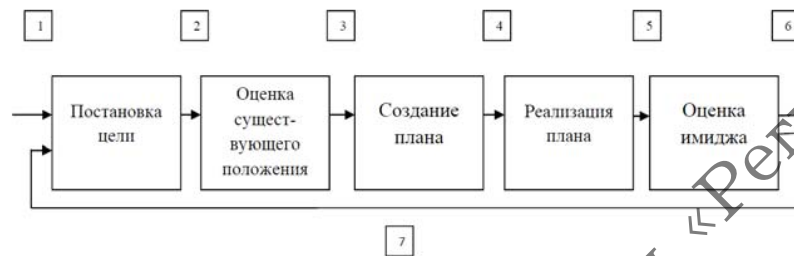 1 2 3 4 5 6
Постановка
цели
Оценка
сущест-
вующего
положения
Создание
плана
Реализация
плана
Оценка
имиджа
7